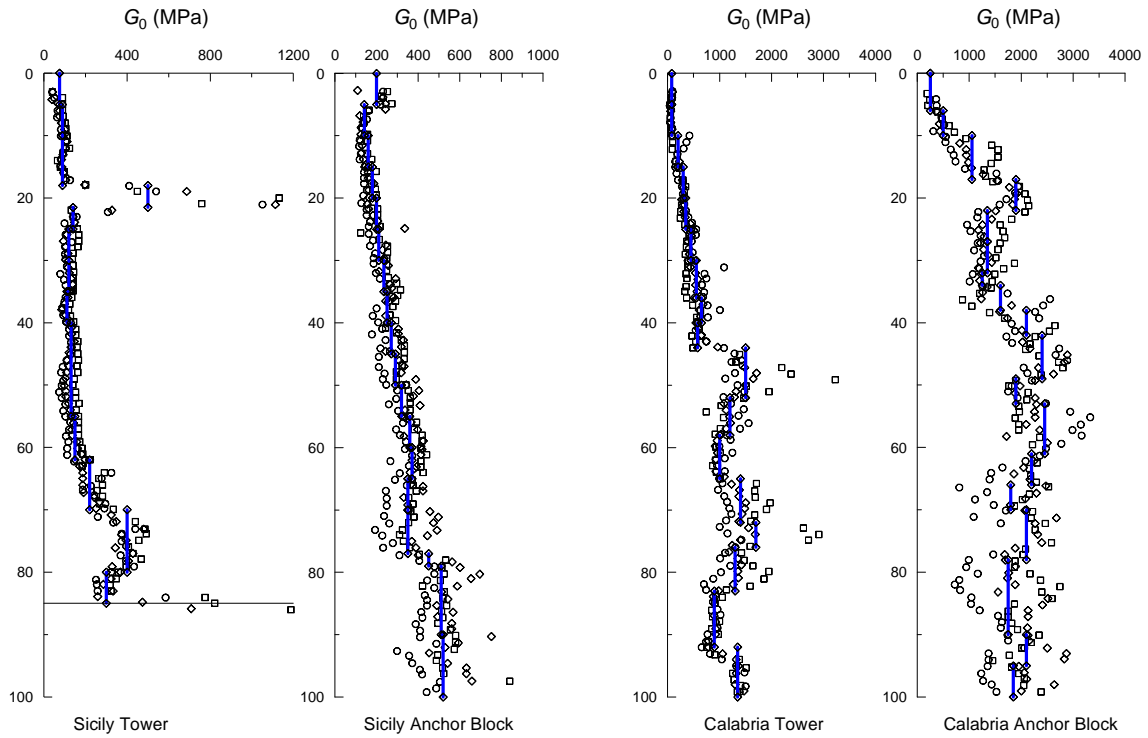 G0 (MPa) G0 (MPa) G0 (MPa) G0 (MPa)
0 400 800 1200 0 200 400 600 800 1000 0 1000 2000 3000 4000 0 1000 2000 3000 4000
0 0 0 0
20 20 20 20
40 40 40 40
60 60 60 60
80 80 80 80
100 100 100 100
Sicily Tower Sicily Anchor Block Calabria Tower Calabria Anchor Block